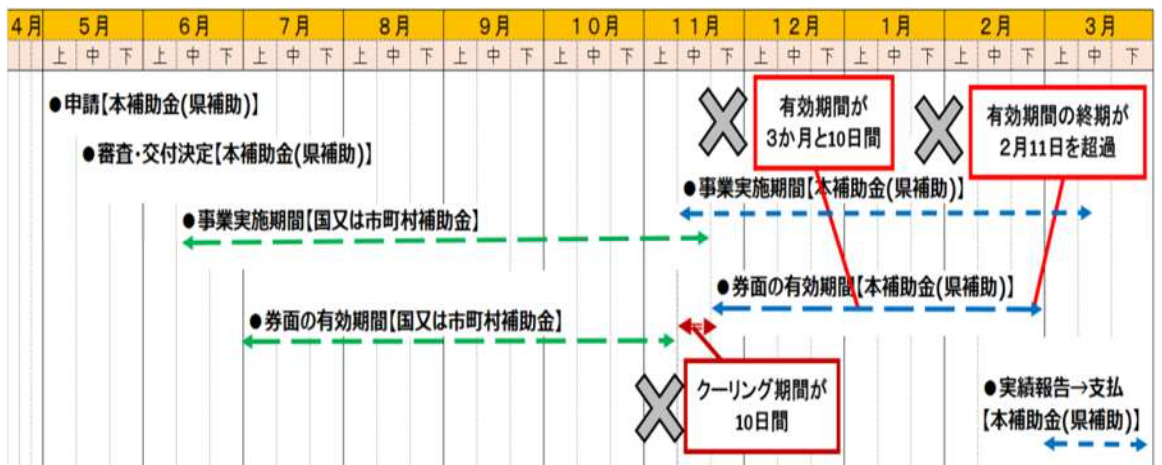 4月 5月 6月 7月 8月 9月 10月 11月 12月 1月 2月 3月
上 中 下 上 中 下 上 中 下 上 中 下 上 中 下 上 中 下 上 中 下 上 中 下 上 中 下 上 中 下 上 中 下
●申請【本補助金(県補助)】
有効期間が
3か月と10日間
有効期間の終期が
2月11日を超過
●審査・交付決定【本補助金(県補助)】
●事業実施期間【本補助金(県補助)】
●事業実施期間【国又は市町村補助金】
●券面の有効期間【本補助金(県補助)】
●券面の有効期間【国又は市町村補助金】
クーリング期間が
10日間
●実績報告→支払
【本補助金(県補助)】